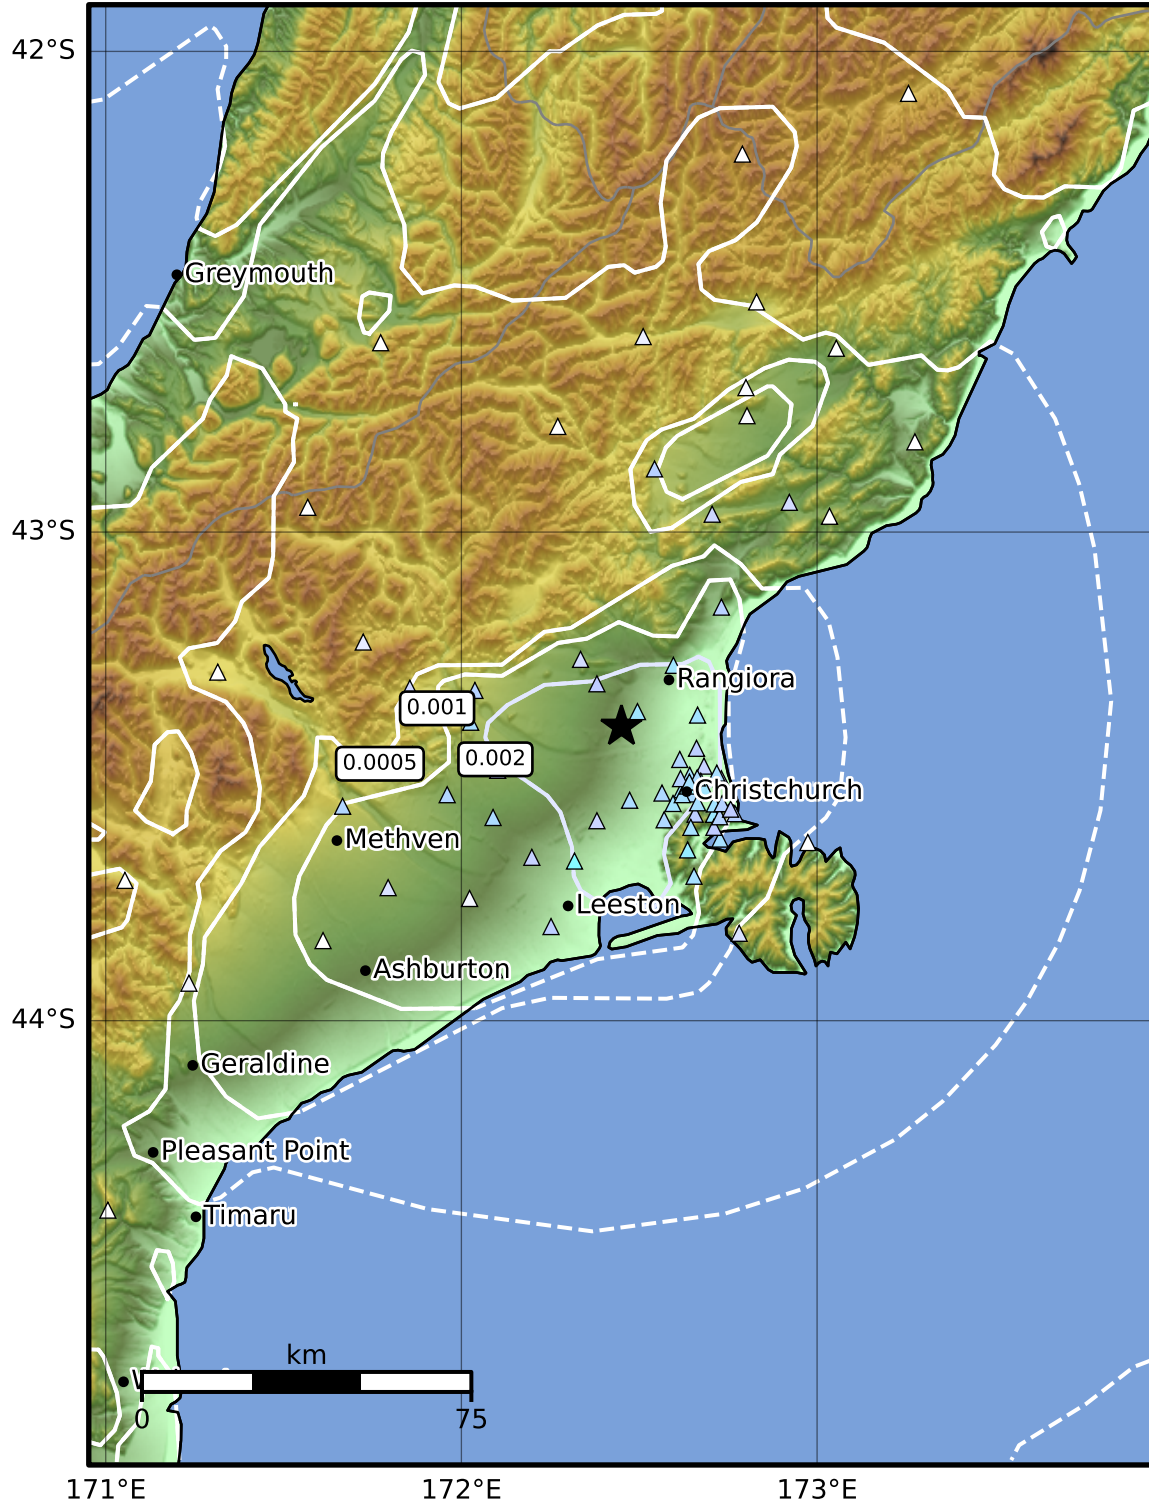 42°S
Greymouth
43°S
Rangiora
0.001
0.002
0.0005
Christchurch
Methven
Leeston
Ashburton
44°S
Geraldine
Pleasant Point
Timaru
km
0 75
171°E 172°E 173°E